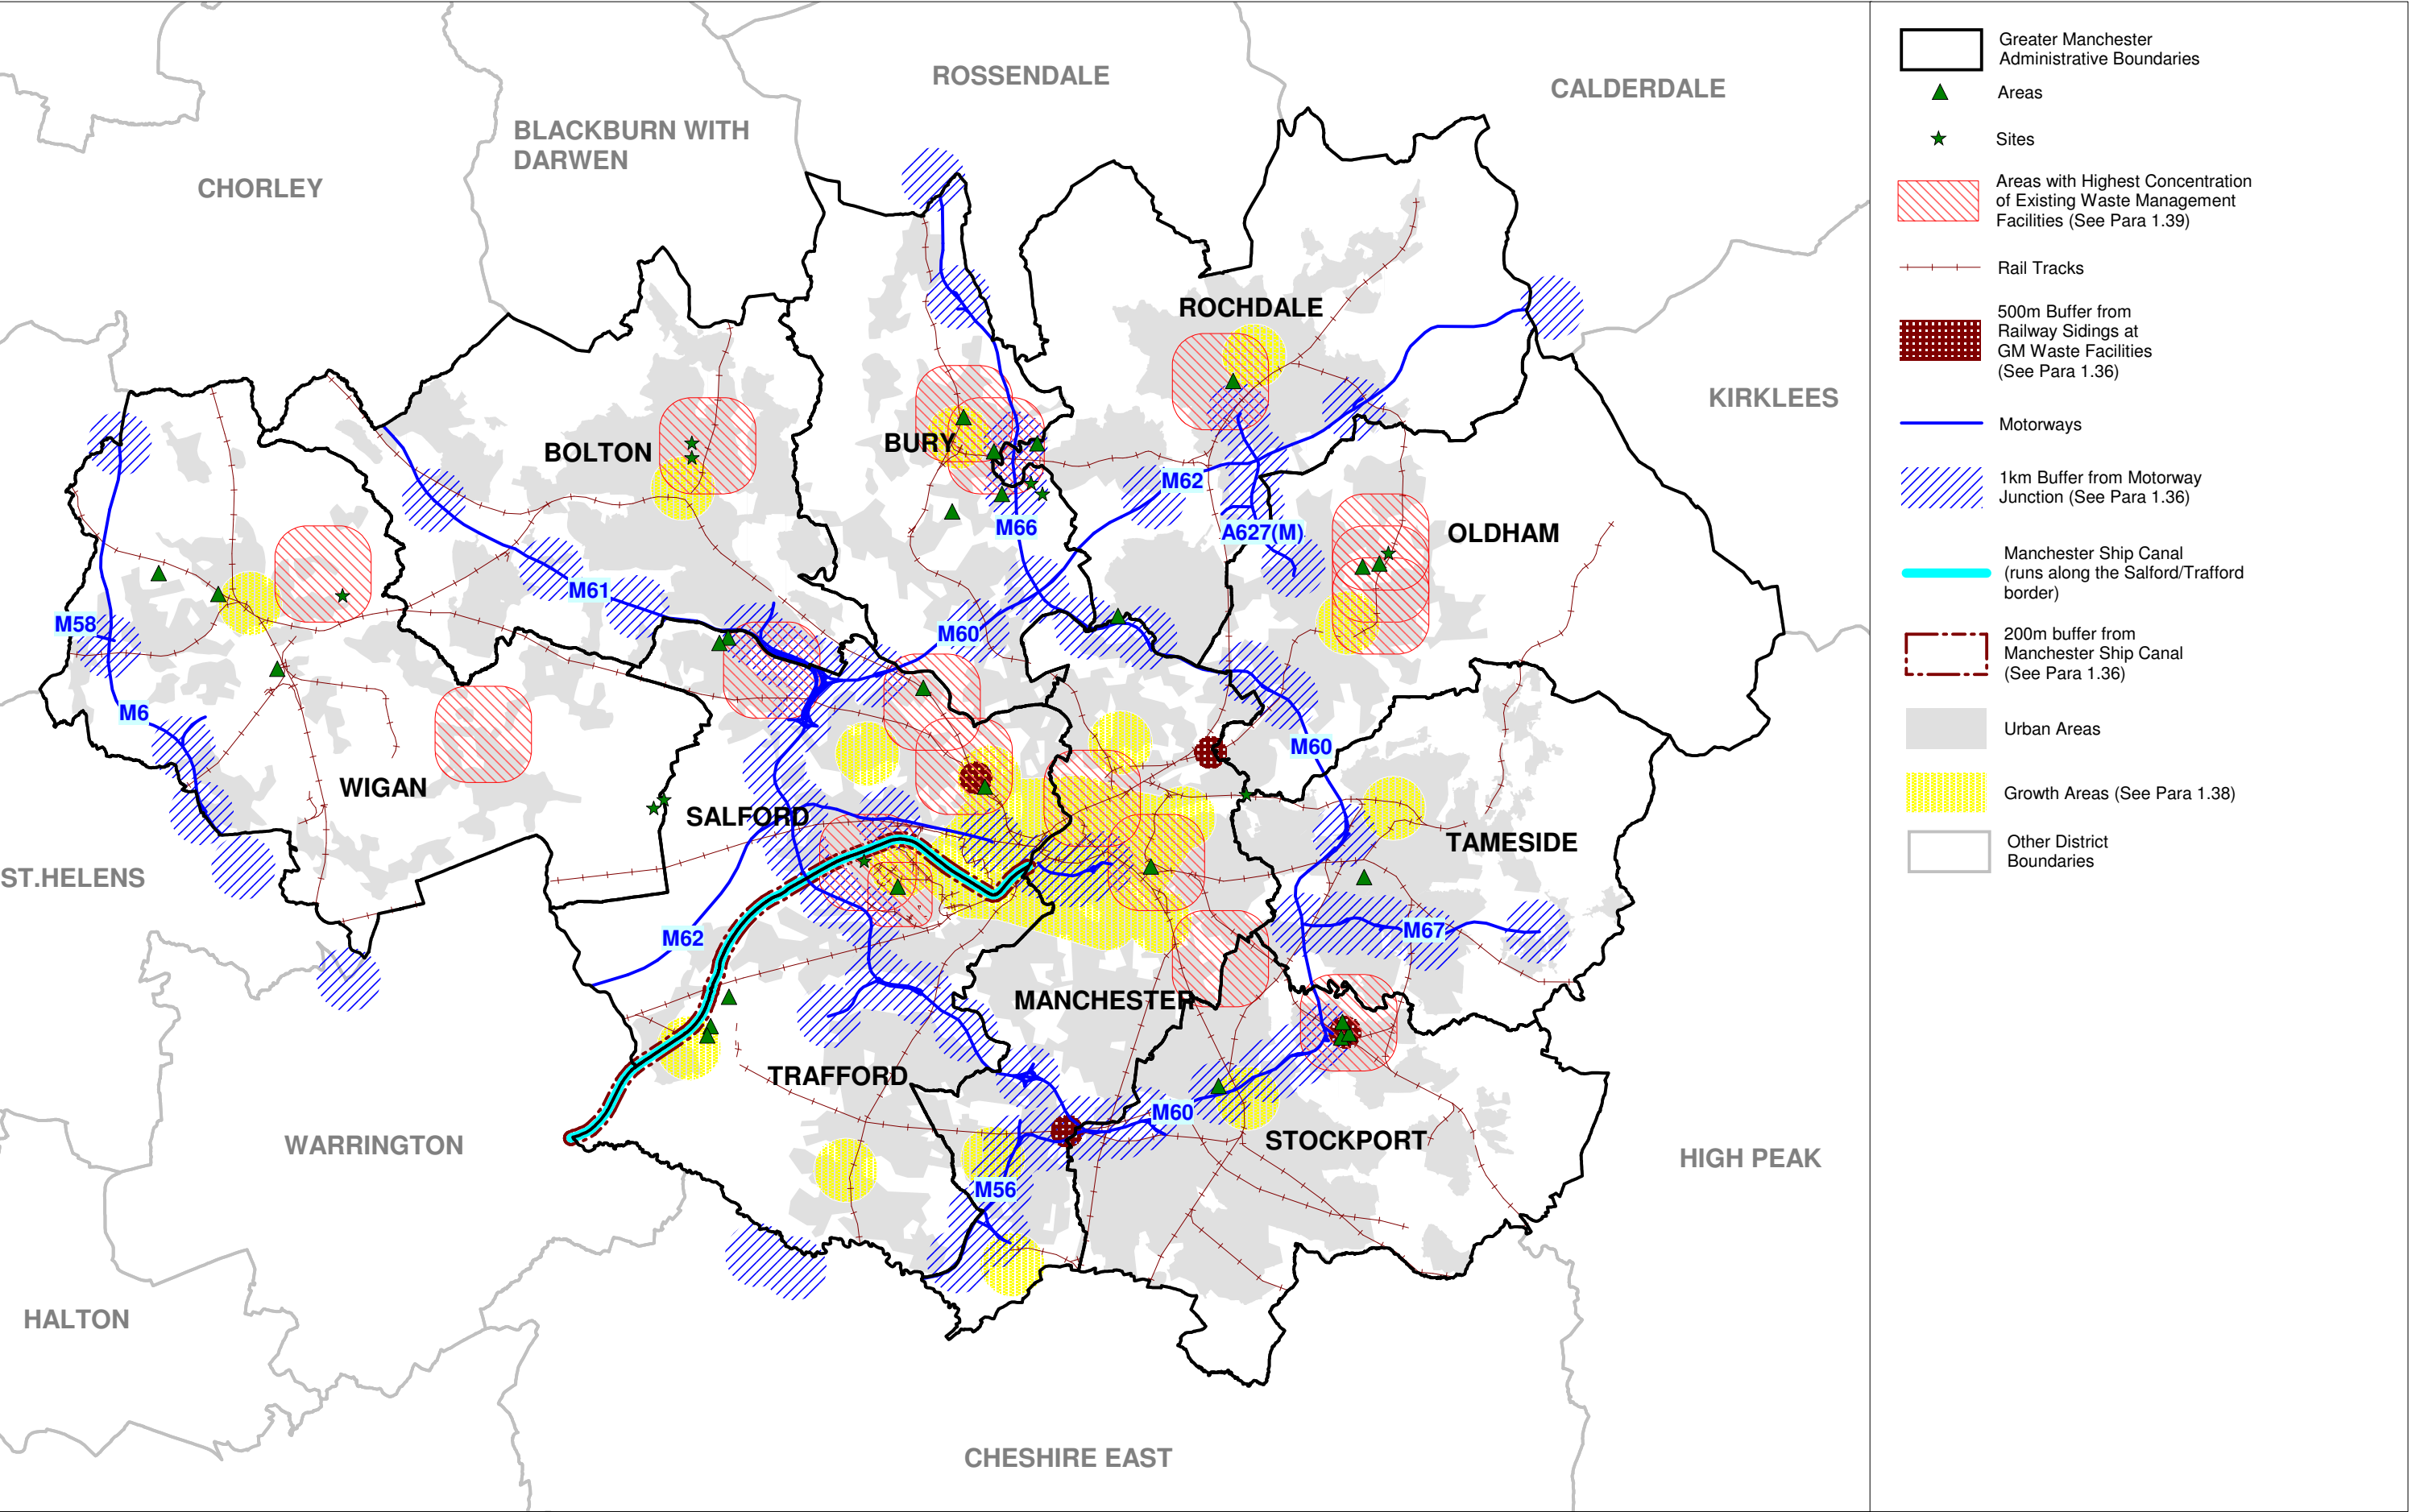 ROSSENDALE
CALDERDALE
BLACKBURN WITH
DARWEN
CHORLEY
ROCHDALE
KIRKLEES
BURY
BOLTON
M62
M66
A627(M)
OLDHAM
M61
M58
M60
M6
M60
WIGAN
SALFORD
TAMESIDE
ST.HELENS
M62
M67
MANCHESTER
TRAFFORD
M60
STOCKPORT
WARRINGTON
HIGH PEAK
M56
HALTON
CHESHIRE EAST
Greater Manchester
Administrative Boundaries
Areas
Sites
Areas with Highest Concentration
of Existing Waste Management
Facilities (See Para 1.39)
Rail Tracks
500m Buffer from
Railway Sidings at
GM Waste Facilities
(See Para 1.36)
Motorways
1km Buffer from Motorway
Junction (See Para 1.36)
Manchester Ship Canal
(runs along the Salford/Trafford
border)
200m buffer from
Manchester Ship Canal
(See Para 1.36)
Urban Areas
Growth Areas (See Para 1.38)
Other District
Boundaries